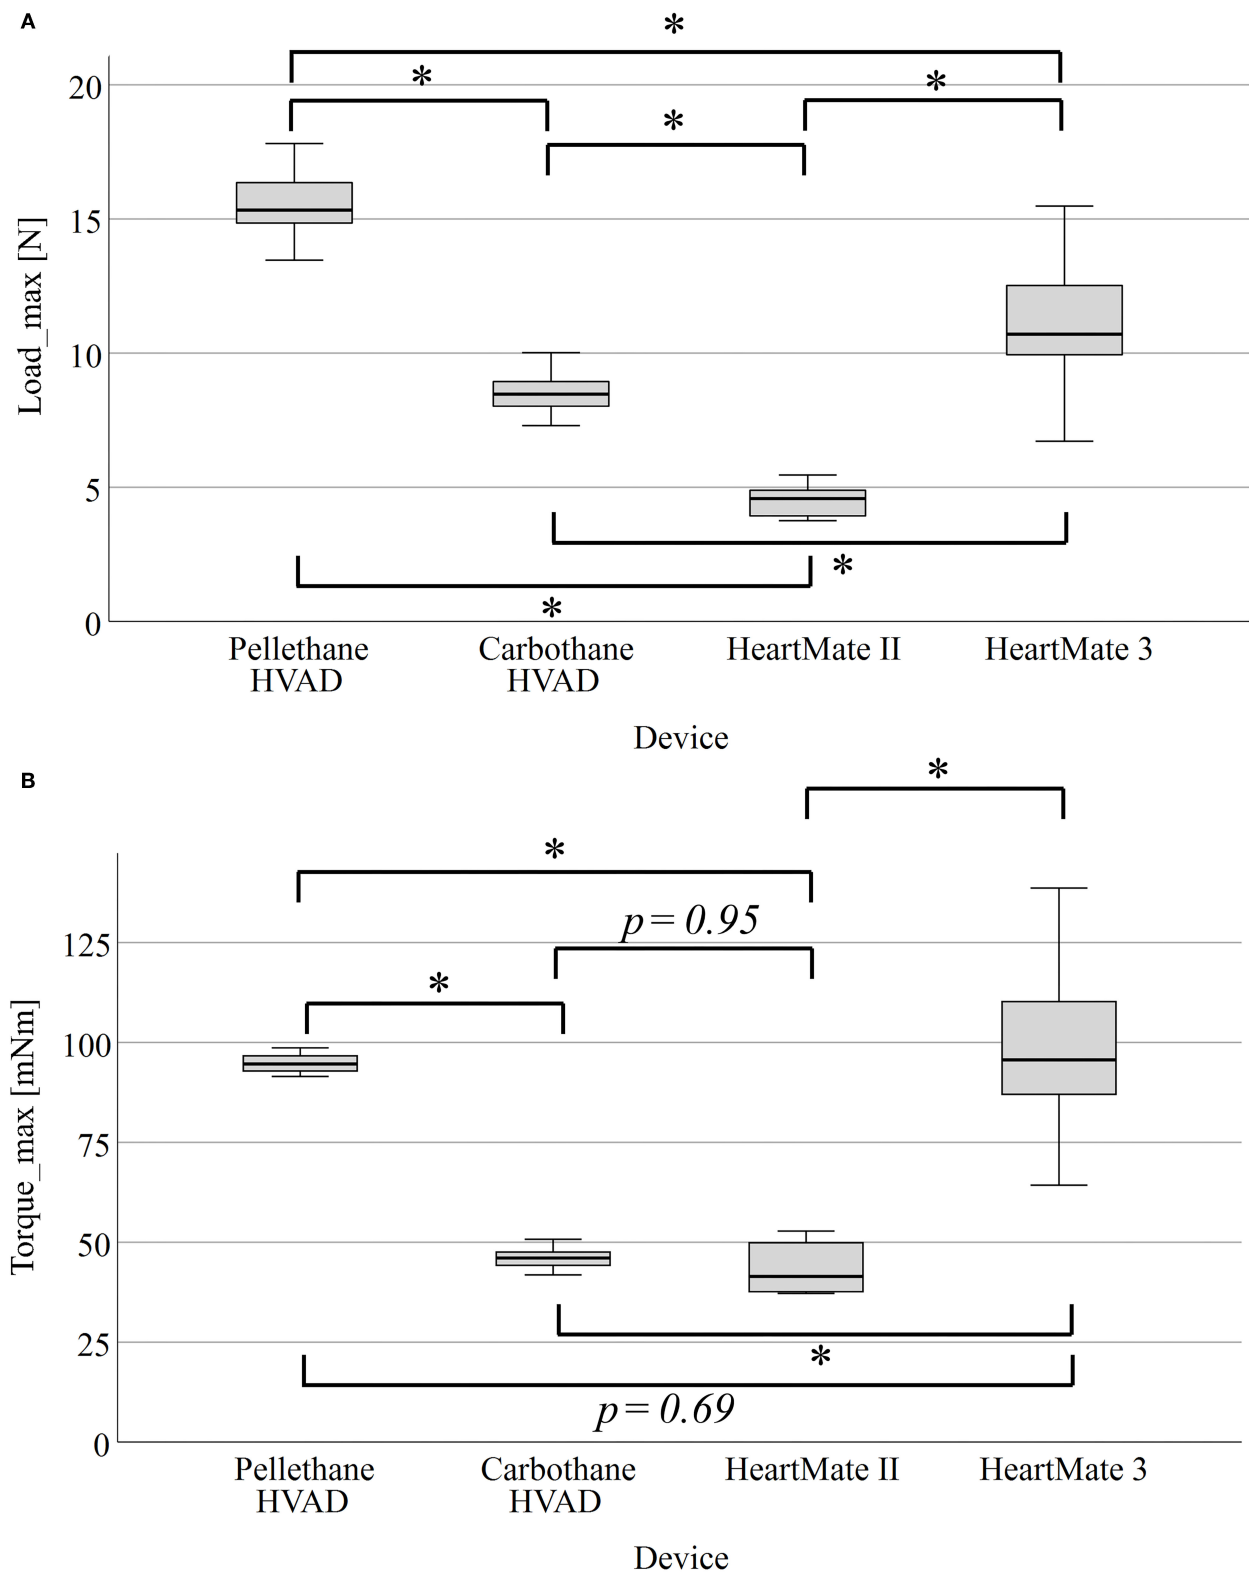 A
*
*
*
*
20
15
10
5
0
Load_max [N]
*
*
Pellethane
HVAD
Carbothane
HVAD
HeartMate II
HeartMate 3
Device
B
*
*
p = 0.95
*
125
100
75
50
25
0
Torque_max [mNm]
*
p = 0.69
Pellethane
HVAD
Carbothane
HVAD
HeartMate II
HeartMate 3
Device